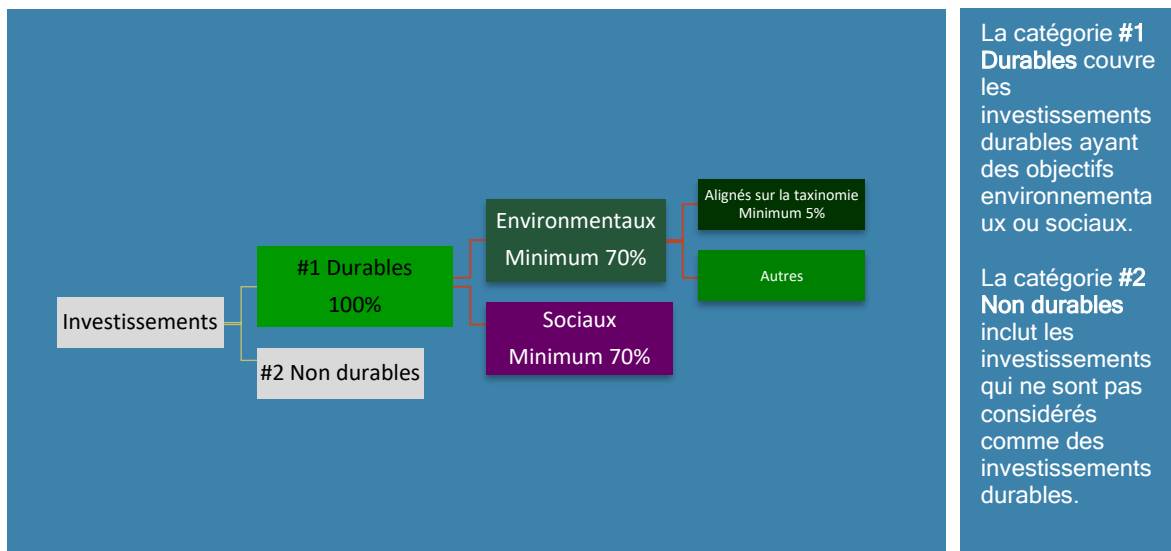 Investissements
#1 Durables
100%
#2 Non durables
Environmentaux
Minimum 70%
Sociaux
Minimum 70%
Alignés sur la taxinomie
Minimum 5%
Autres
La catégorie #1
Durables couvre
les
investissements
durables ayant
des objectifs
environnementa
ux ou sociaux.
La catégorie #2
Non durables
inclut les
investissements
qui ne sont pas
considérés
comme des
investissements
durables.